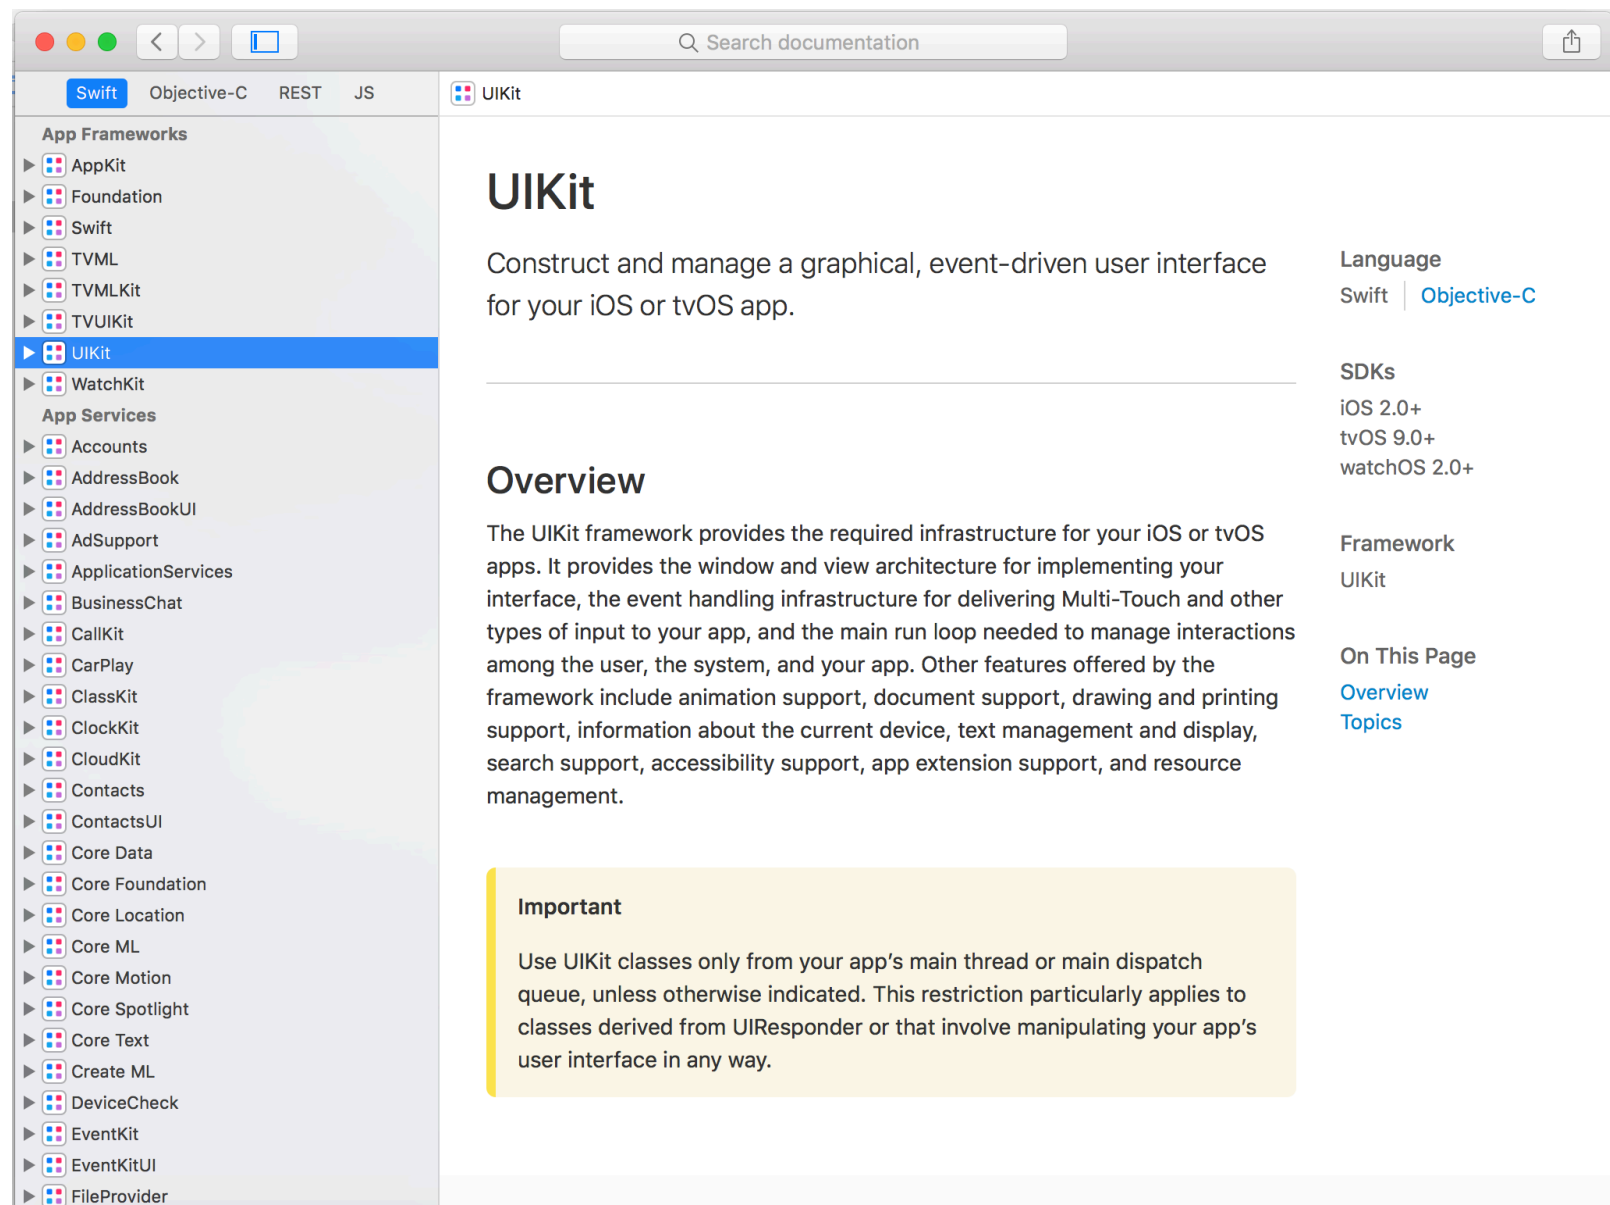 Search documentation
Swift Objective-C REST JS
UIKit
App Frameworks
AppKit
Foundation
Swift
TVML
TVMLKit
TVUIKit
UIKit
WatchKit
App Services
Accounts
AddressBook
AddressBookUI
AdSupport
ApplicationServices
BusinessChat
CallKit
CarPlay
ClassKit
ClockKit
CloudKit
Contacts
ContactsUI
Core Data
Core Foundation
Core Location
Core ML
Core Motion
Core Spotlight
Core Text
Create ML
DeviceCheck
EventKit
EventKitUI
FileProvider
UIKit
Construct and manage a graphical, event-driven user interface
for your iOS or tvOS app.
Overview
The UIKit framework provides the required infrastructure for your iOS or tvOS
apps. It provides the window and view architecture for implementing your
interface, the event handling infrastructure for delivering Multi-Touch and other
types of input to your app, and the main run loop needed to manage interactions
among the user, the system, and your app. Other features offered by the
framework include animation support, document support, drawing and printing
support, information about the current device, text management and display,
search support, accessibility support, app extension support, and resource
management.
Important
Use UIKit classes only from your app’s main thread or main dispatch
queue, unless otherwise indicated. This restriction particularly applies to
classes derived from UIResponder or that involve manipulating your app’s
user interface in any way.
Language
Swift Objective-C
SDKs
iOS 2.0+
tvOS 9.0+
watchOS 2.0+
Framework
UIKit
On This Page
Overview
Topics